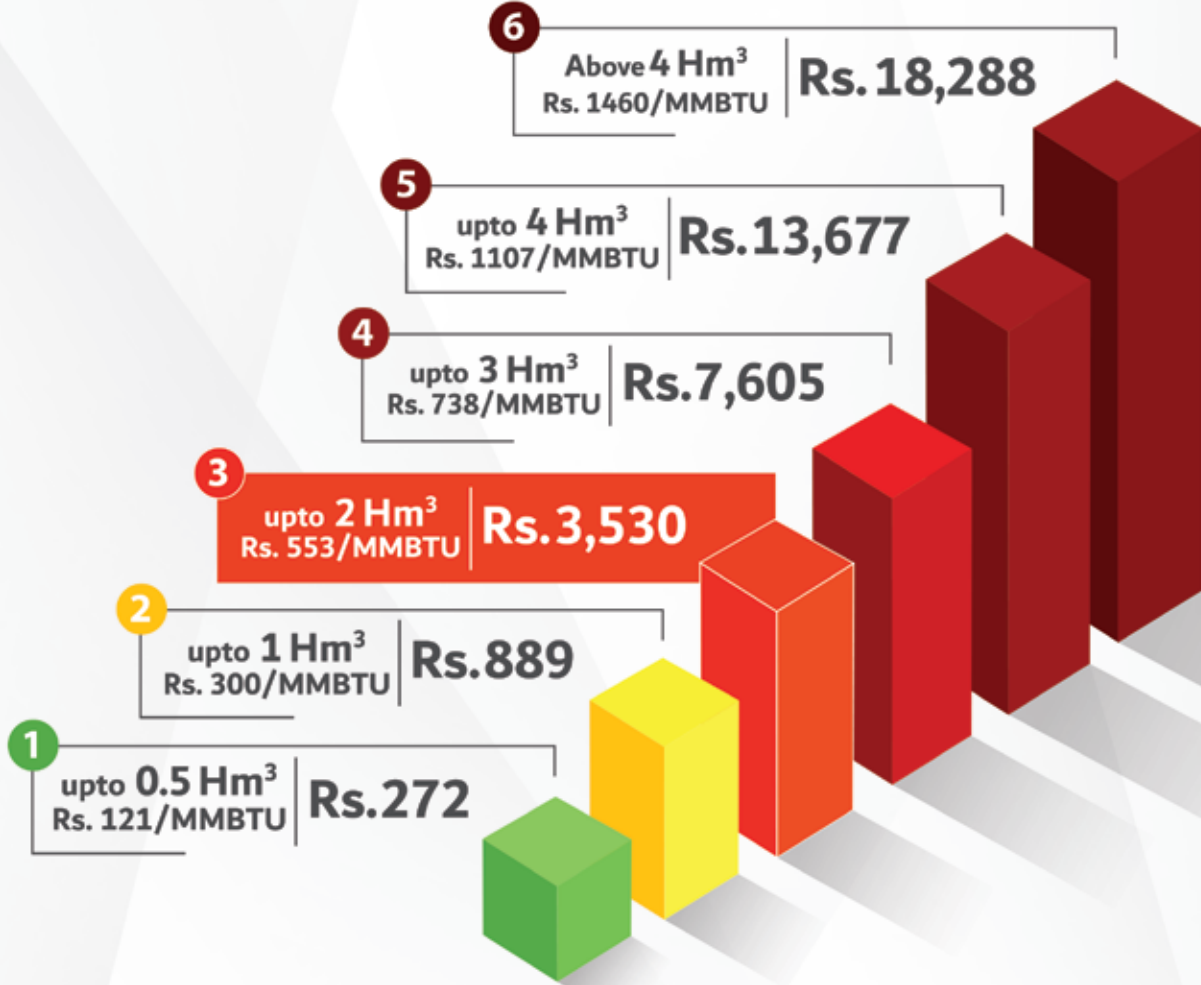 6
Above 4 Hm³
Rs. 1460/MMBTU
Rs. 18,288
5
upto 4 Hm³
Rs. 1107/MMBTU
Rs.13,677
4
upto 3 Hm³
Rs. 738/MMBTU
Rs.7,605
3
upto 2 Hm³
Rs. 553/MMBTU
Rs.3,530
2
upto 1 Hm³
Rs. 300/MMBTU
Rs.889
1
upto 0.5 Hm³
Rs. 121/MMBTU
Rs.272